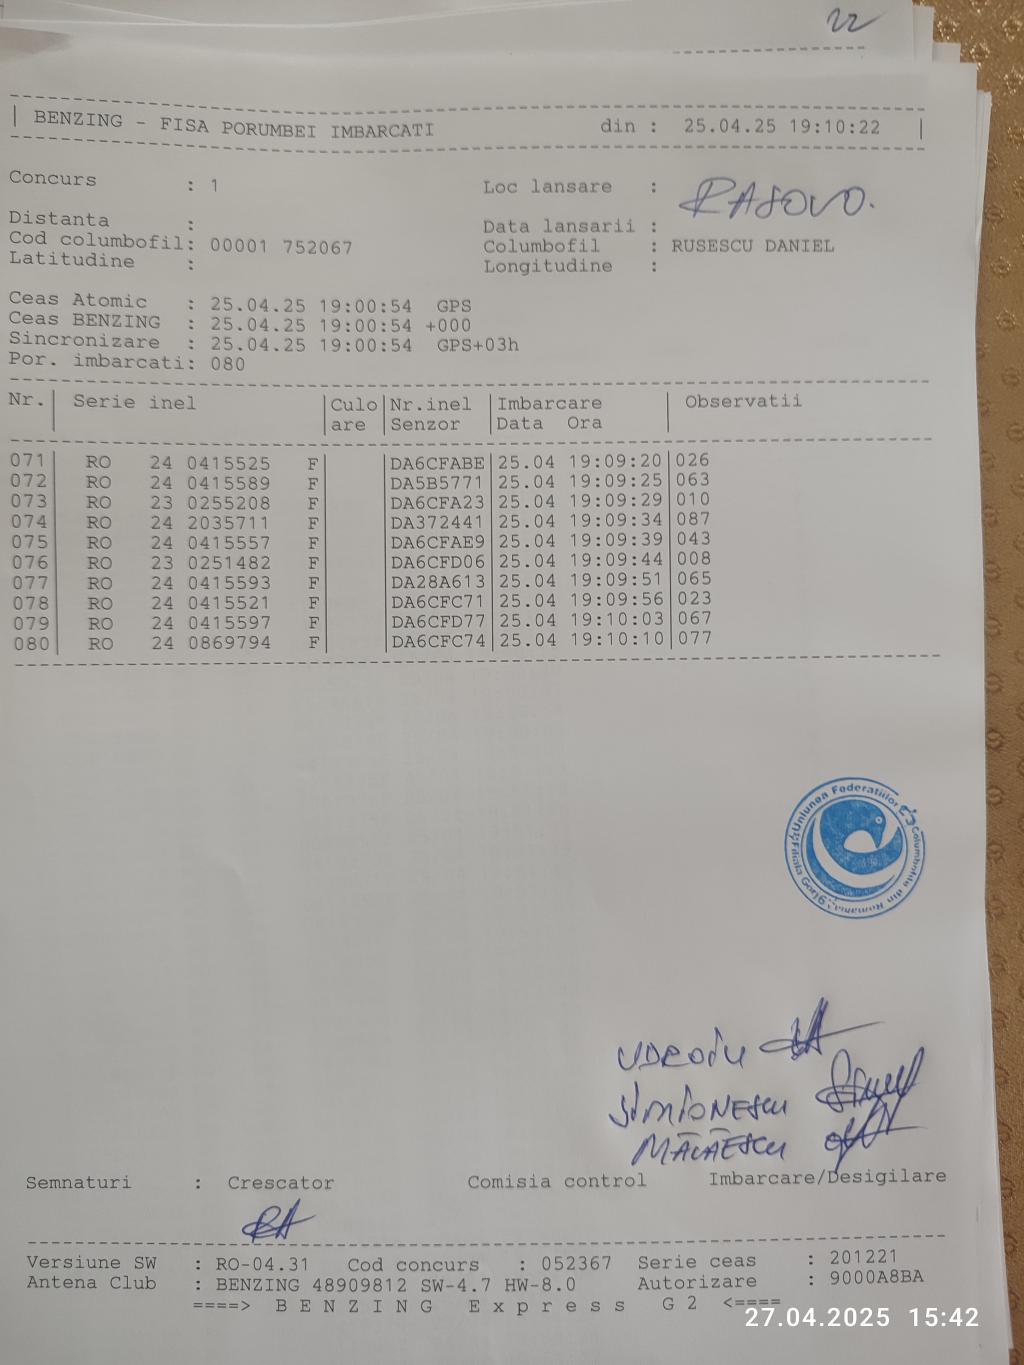 22
BENZING - FISA PORUMBEI IMBARCATI din : 25.04.25 19:10:22
Concurs : 1 Loc lansare : RASOVO.
Distanta : Data lansarii :
Cod columbofil: 00001 752067 Columbofil : RUSESCU DANIEL
Latitudine : Longitudine :
Ceas Atomic : 25.04.25 19:00:54 GPS
Ceas BENZING : 25.04.25 19:00:54 +000
Sincronizare : 25.04.25 19:00:54 GPS+03h
Por. imbarcati: 080
Nr. Serie inel Culo Nr.inel Imbarcare Observatii
are Senzor Data Ora
071 RO 24 0415525 F DA6CFABE 25.04 19:09:20 026
072 RO 24 0415589 F DA5B5771 25.04 19:09:25 063
073 RO 23 0255208 F DA6CFA23 25.04 19:09:29 010
074 RO 24 2035711 F DA372441 25.04 19:09:34 087
075 RO 24 0415557 F DA6CFAE9 25.04 19:09:39 043
076 RO 23 0251482 F DA6CFD06 25.04 19:09:44 008
077 RO 24 0415593 F DA28A613 25.04 19:09:51 065
078 RO 24 0415521 F DA6CFC71 25.04 19:09:56 023
079 RO 24 0415597 F DA6CFD77 25.04 19:10:03 067
080 RO 24 0869794 F DA6CFC74 25.04 19:10:10 077
Uniunea Federatiilor Columbofile din Romania
Filiala Gorj
UDROIU
SIMIONESCU
MĂLĂESCU
Semnaturi : Crescator Comisia control Imbarcare/Desigilare
Versiune SW : RO-04.31 Cod concurs : 052367 Serie ceas : 201221
Antena Club : BENZING 48909812 SW-4.7 HW-8.0 Autorizare : 9000A8BA
====> B E N Z I N G E x p r e s s G 2 <====
27.04.2025 15:42